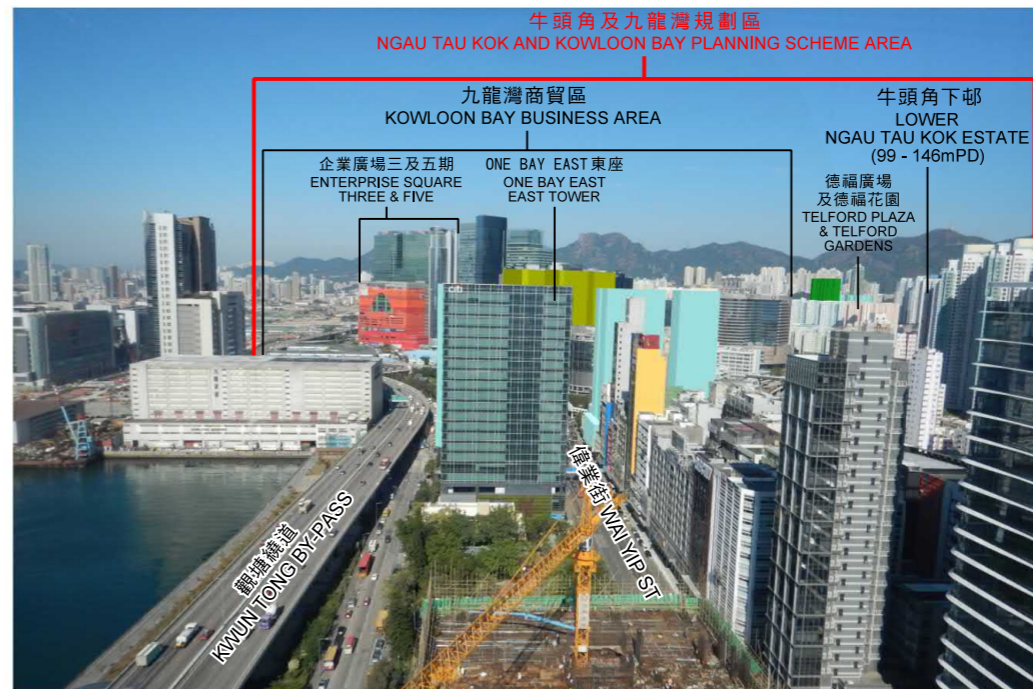 牛頭角及九龍灣規劃區
NGAU TAU KOK AND KOWLOON BAY PLANNING SCHEME AREA
九龍灣商貿區
KOWLOON BAY BUSINESS AREA
牛頭角下邨
LOWER
NGAU TAU KOK ESTATE
(99 - 146mPD)
企業廣場三及五期
ENTERPRISE SQUARE
THREE & FIVE
ONE BAY EAST東座
ONE BAY EAST
EAST TOWER
德福廣場
及德福花園
TELFORD PLAZA
& TELFORD
GARDENS
citi
偉業街 WAI YIP ST
觀塘繞道
KWUN TONG BY-PASS